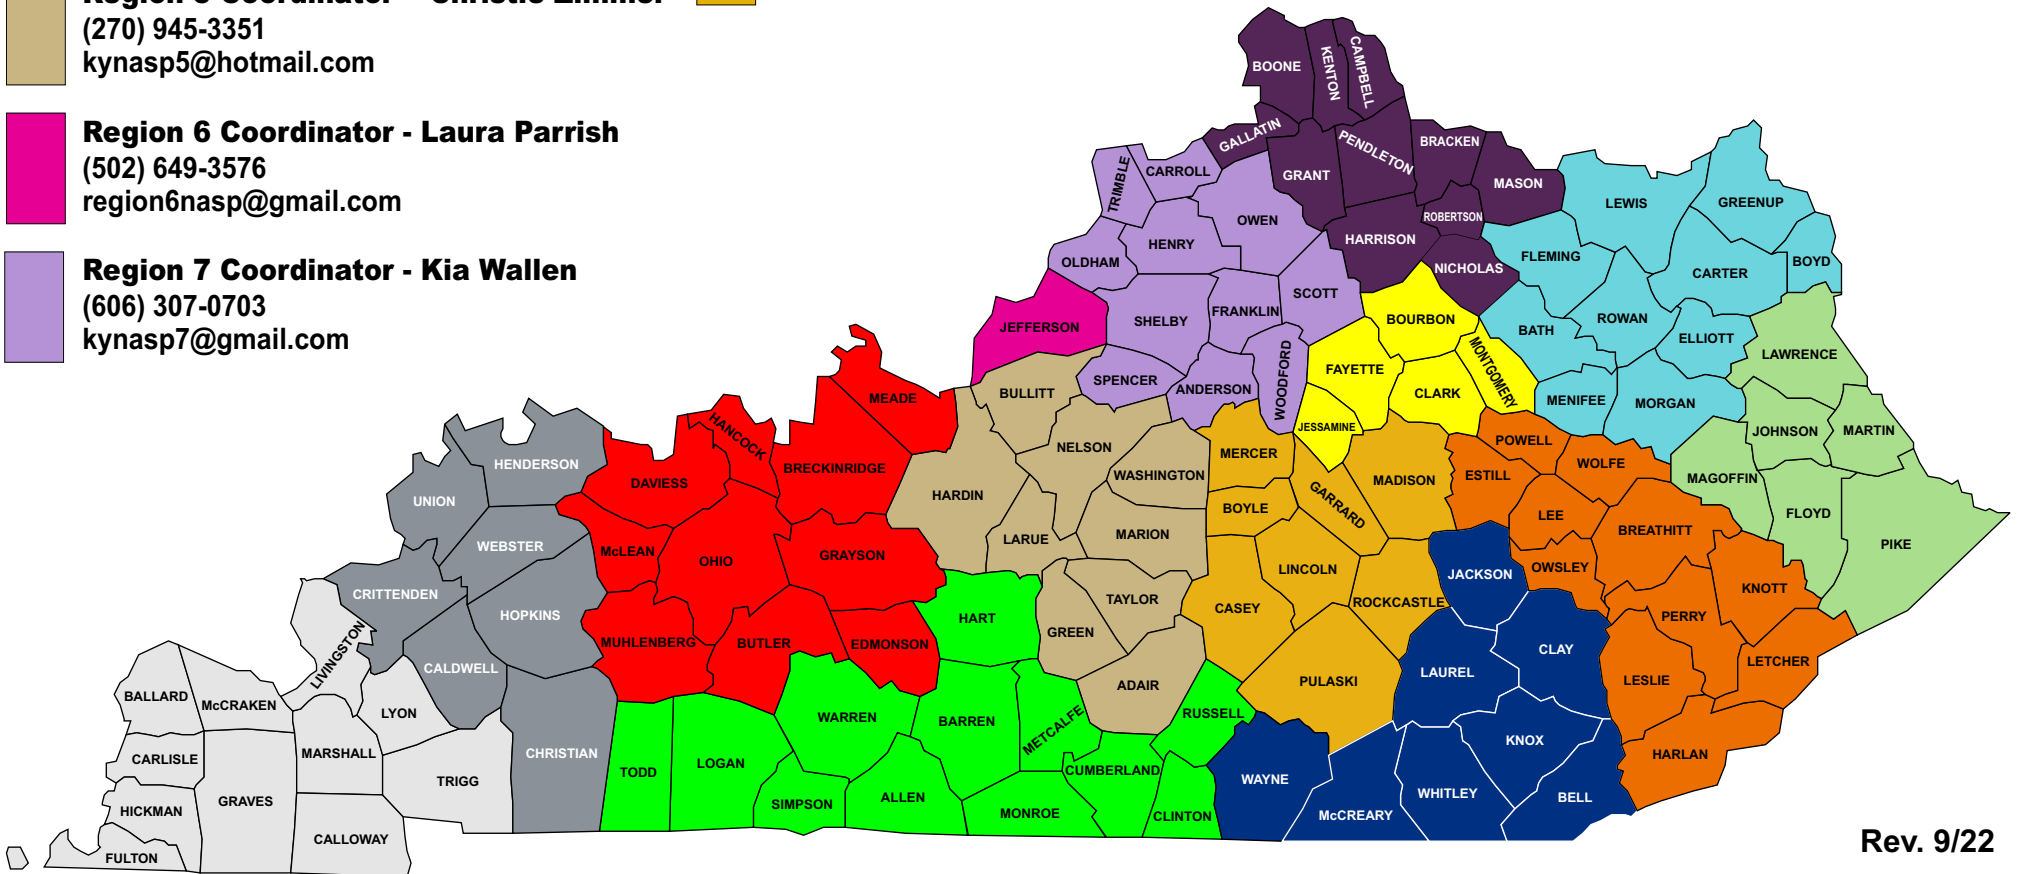 Region 5 Coordinator - Christie Zimmer
(270) 945-3351
kynasp5@hotmail.com
Region 6 Coordinator - Laura Parrish
(502) 649-3576
region6nasp@gmail.com
Region 7 Coordinator - Kia Wallen
(606) 307-0703
kynasp7@gmail.com
BOONE
KENTON
CAMPBELL
GALLATIN
GRANT
PENDLETON
BRACKEN
MASON
ROBERTSON
HARRISON
NICHOLAS
TRIMBLE
CARROLL
OWEN
HENRY
OLDHAM
SHELBY
FRANKLIN
SCOTT
SPENCER
ANDERSON
WOODFORD
JEFFERSON
LEWIS
GREENUP
FLEMING
CARTER
BOYD
BATH
ROWAN
ELLIOTT
MENIFEE
MORGAN
BOURBON
FAYETTE
CLARK
MONTGOMERY
JESSAMINE
LAWRENCE
JOHNSON
MARTIN
MAGOFFIN
FLOYD
PIKE
MEADE
HANCOCK
BRECKINRIDGE
DAVIESS
McLEAN
OHIO
GRAYSON
MUHLENBERG
BUTLER
EDMONSON
BULLITT
NELSON
WASHINGTON
HARDIN
LARUE
MARION
TAYLOR
GREEN
ADAIR
MERCER
BOYLE
GARRARD
MADISON
LINCOLN
CASEY
ROCKCASTLE
PULASKI
POWELL
ESTILL
WOLFE
LEE
BREATHITT
OWSLEY
PERRY
KNOTT
LETCHER
LESLIE
HARLAN
JACKSON
LAUREL
CLAY
KNOX
BELL
WHITLEY
McCREARY
WAYNE
HENDERSON
UNION
WEBSTER
CRITTENDEN
HOPKINS
CALDWELL
CHRISTIAN
HART
WARREN
BARREN
METCALFE
RUSSELL
TODD
LOGAN
SIMPSON
ALLEN
MONROE
CUMBERLAND
CLINTON
LIVINGSTON
BALLARD
McCRAKEN
LYON
CARLISLE
MARSHALL
TRIGG
HICKMAN
GRAVES
CALLOWAY
FULTON
Rev. 9/22